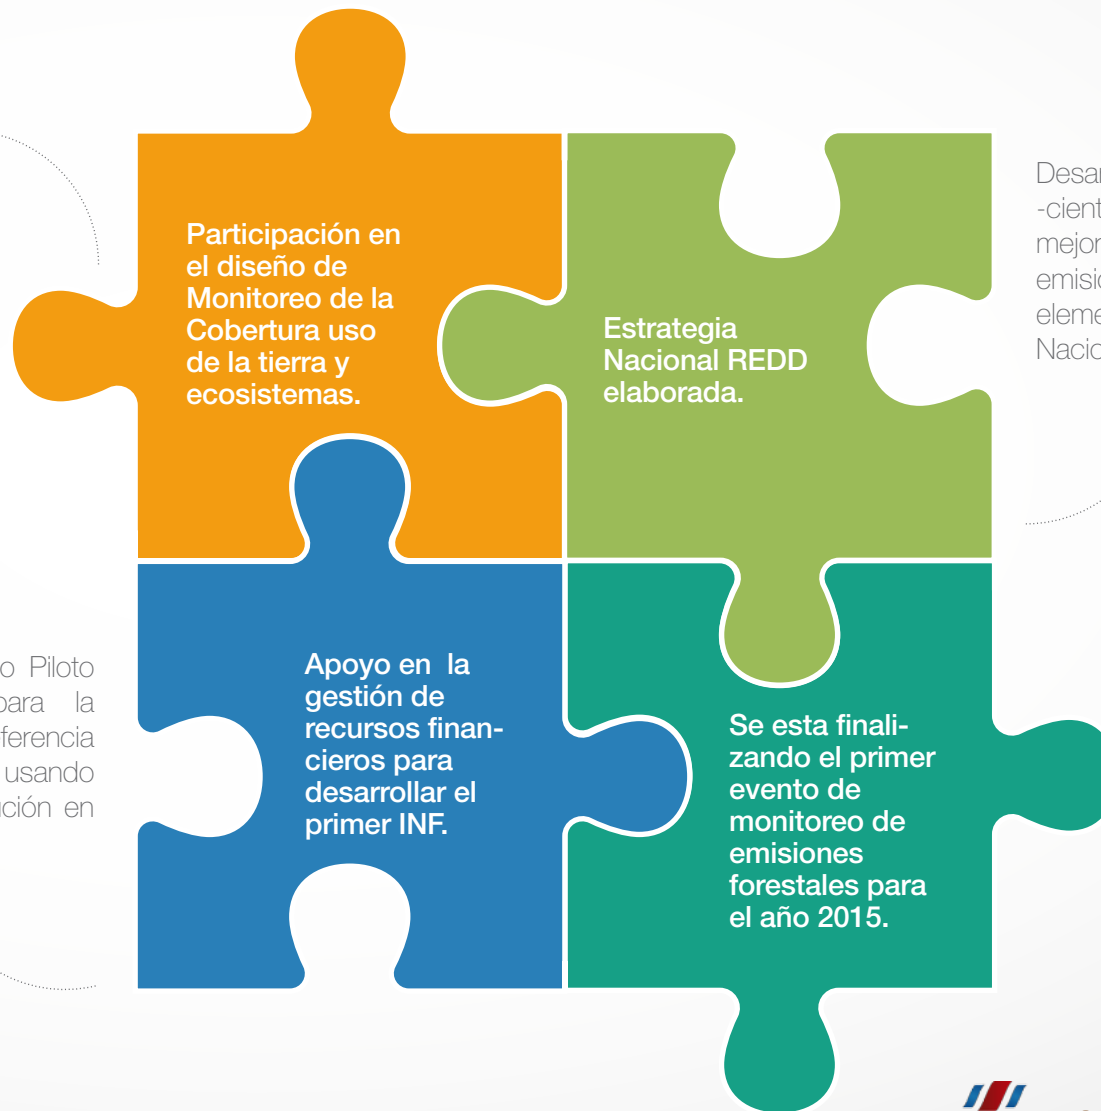 Participación en
el diseño de
Monitoreo de la
Cobertura uso
de la tierra y
ecosistemas.
Estrategia
Nacional REDD
elaborada.
Apoyo en la
gestión de
recursos finan-
cieros para
desarrollar el
primer INF.
Se esta finali-
zando el primer
evento de
monitoreo de
emisiones
forestales para
el año 2015.
Piloto
para la
usando
en